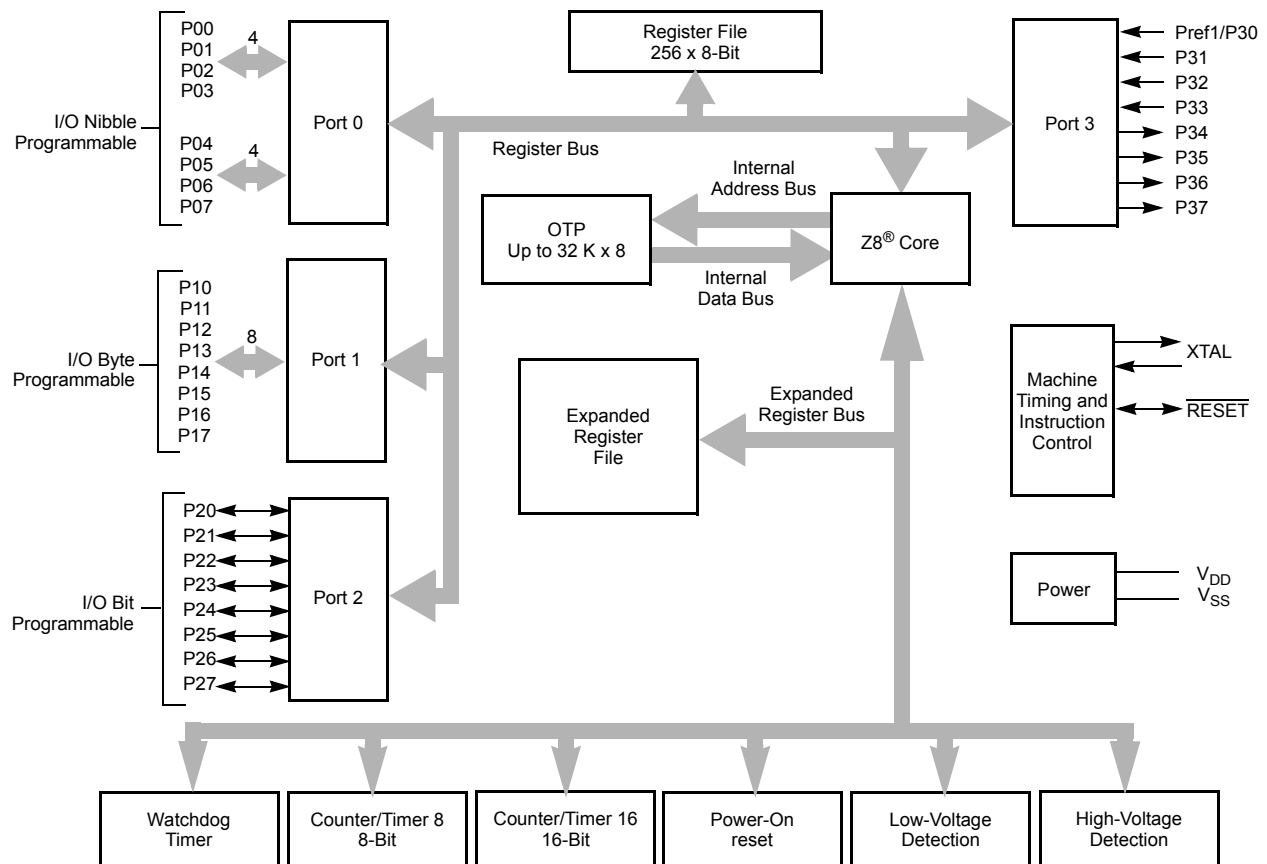 P00
P01
P02
P03
4
I/O Nibble
Programmable
P04
P05
P06
P07
4
Port 0
Register File
256 x 8-Bit
Register Bus
Port 3
Pref1/P30
P31
P32
P33
P34
P35
P36
P37
Internal
Address Bus
OTP
Up to 32 K x 8
Z8® Core
Internal
Data Bus
I/O Byte
Programmable
P10
P11
P12
P13
P14
P15
P16
P17
8
Port 1
Expanded
Register
File
Expanded
Register Bus
Machine
Timing and
Instruction
Control
XTAL
RESET
I/O Bit
Programmable
P20
P21
P22
P23
P24
P25
P26
P27
Port 2
Power
VDD
VSS
Watchdog
Timer
Counter/Timer 8
8-Bit
Counter/Timer 16
16-Bit
Power-On
reset
Low-Voltage
Detection
High-Voltage
Detection